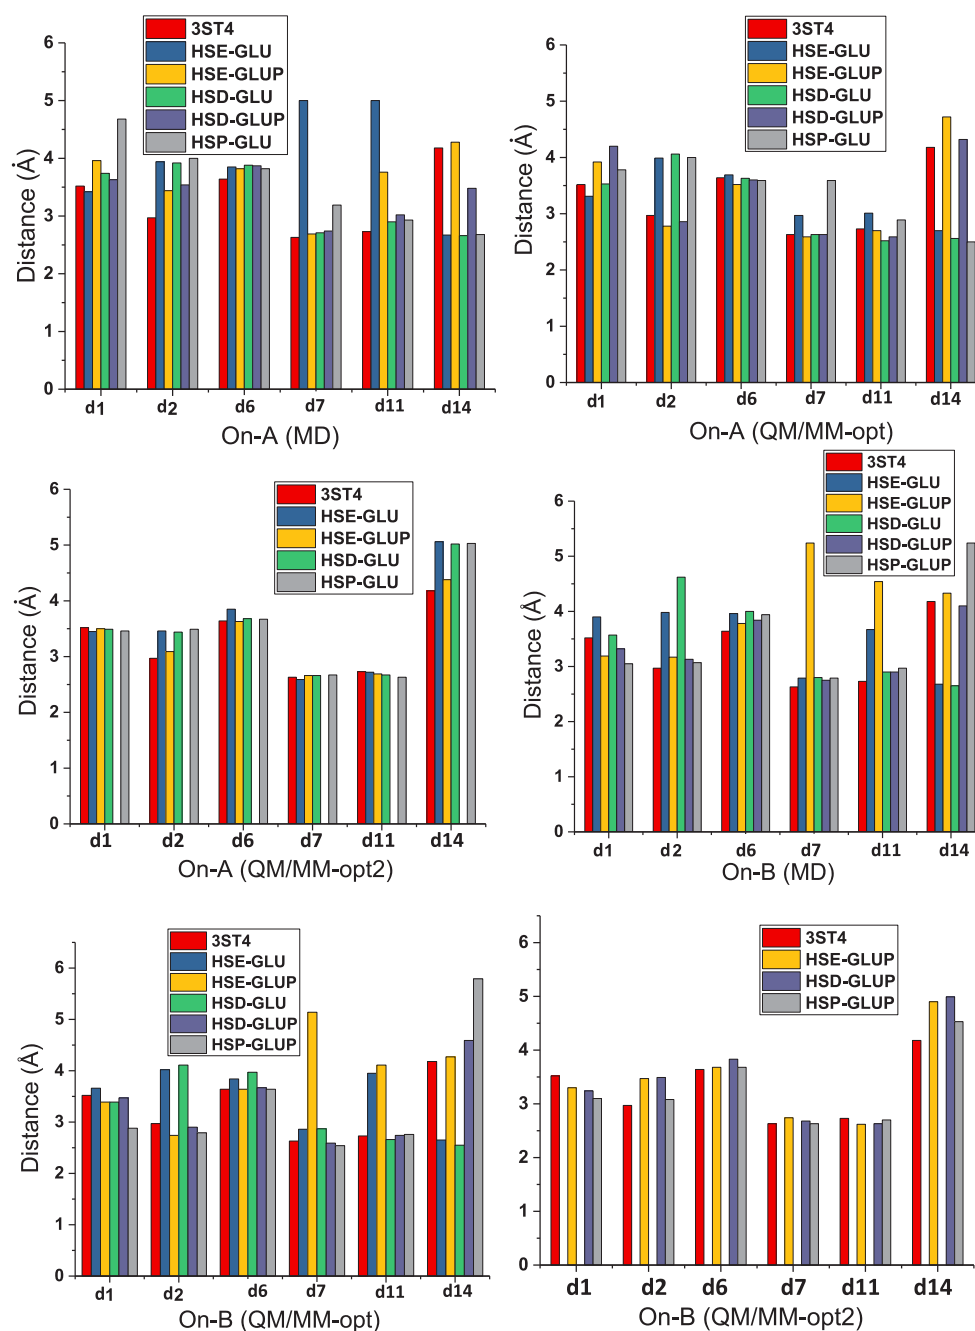 3ST4
HSE-GLU
HSE-GLUP
HSD-GLU
HSD-GLUP
HSP-GLU
Distance (Å)
6
5
4
3
2
1
0
d1 d2 d6 d7 d11 d14
On-A (MD)
3ST4
HSE-GLU
HSE-GLUP
HSD-GLU
HSD-GLUP
HSP-GLU
Distance (Å)
6
5
4
3
2
1
0
d1 d2 d6 d7 d11 d14
On-A (QM/MM-opt)
3ST4
HSE-GLU
HSE-GLUP
HSD-GLU
HSP-GLU
Distance (Å)
6
5
4
3
2
1
0
d1 d2 d6 d7 d11 d14
On-A (QM/MM-opt2)
3ST4
HSE-GLU
HSE-GLUP
HSD-GLU
HSD-GLUP
HSP-GLUP
Distance (Å)
6
5
4
3
2
1
0
d1 d2 d6 d7 d11 d14
On-B (MD)
3ST4
HSE-GLU
HSE-GLUP
HSD-GLU
HSD-GLUP
HSP-GLUP
Distance (Å)
6
5
4
3
2
1
0
d1 d2 d6 d7 d11 d14
On-B (QM/MM-opt)
3ST4
HSE-GLUP
HSD-GLUP
HSP-GLUP
Distance (Å)
6
5
4
3
2
1
0
d1 d2 d6 d7 d11 d14
On-B (QM/MM-opt2)